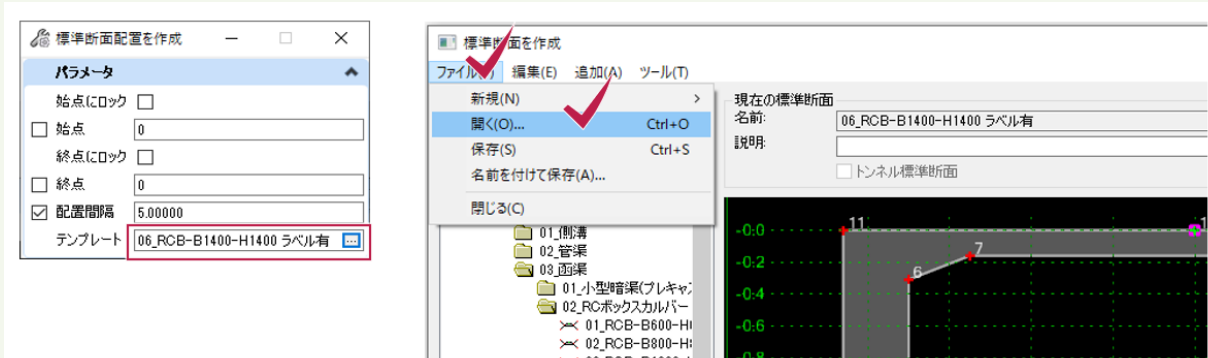 標準断面配置を作成
パラメータ
始点にロック
始点 0
終点にロック
終点 0
配置間隔 5.00000
テンプレート 06_RCB-B1400-H1400 ラベル有 ...
標準断面を作成
編集(E) 追加(A) ツール(T)
新規(N) >
開く(O)... Ctrl+O
保存(S) Ctrl+S
名前を付けて保存(A)...
閉じる(C)
01_側溝
02_管渠
03_函渠
01_小型暗渠(プレキャ
02_RCボックスカルバー
01_RCB-B600-H
02_RCB-B800-H
現在の標準断面
名前: 06_RCB-B1400-H1400 ラベル有
説明:
トンネル標準断面
-0.0 11
-0.2 7
-0.4 6
-0.6